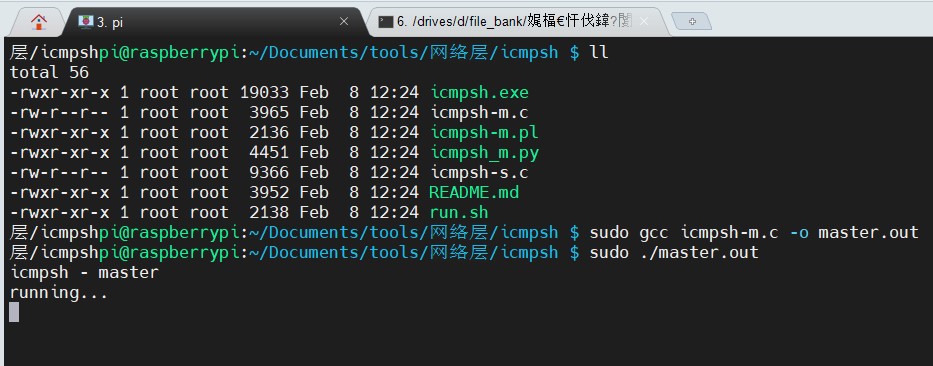 3. pi
6. /drives/d/file_bank/娓楅€忓伐鍏?闅
层/icmpshpi@raspberrypi:~/Documents/tools/网络层/icmpsh $ ll
total 56
-rwxr-xr-x 1 root root 19033 Feb  8 12:24 icmpsh.exe
-rw-r--r-- 1 root root  3965 Feb  8 12:24 icmpsh-m.c
-rwxr-xr-x 1 root root  2136 Feb  8 12:24 icmpsh-m.pl
-rwxr-xr-x 1 root root  4451 Feb  8 12:24 icmpsh_m.py
-rw-r--r-- 1 root root  9366 Feb  8 12:24 icmpsh-s.c
-rwxr-xr-x 1 root root  3952 Feb  8 12:24 README.md
-rwxr-xr-x 1 root root  2138 Feb  8 12:24 run.sh
层/icmpshpi@raspberrypi:~/Documents/tools/网络层/icmpsh $ sudo gcc icmpsh-m.c -o master.out
层/icmpshpi@raspberrypi:~/Documents/tools/网络层/icmpsh $ sudo ./master.out
icmpsh - master
running...